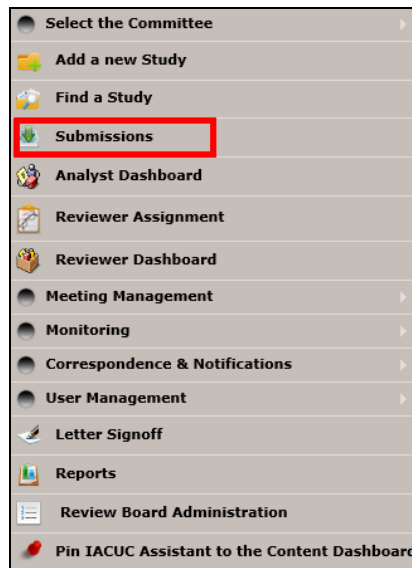 Select the Committee
Add a new Study
Find a Study
Submissions
Analyst Dashboard
Reviewer Assignment
Reviewer Dashboard
Meeting Management
Monitoring
Correspondence & Notifications
User Management
Letter Signoff
Reports
Review Board Administration
Pin IACUC Assistant to the Content Dashboard